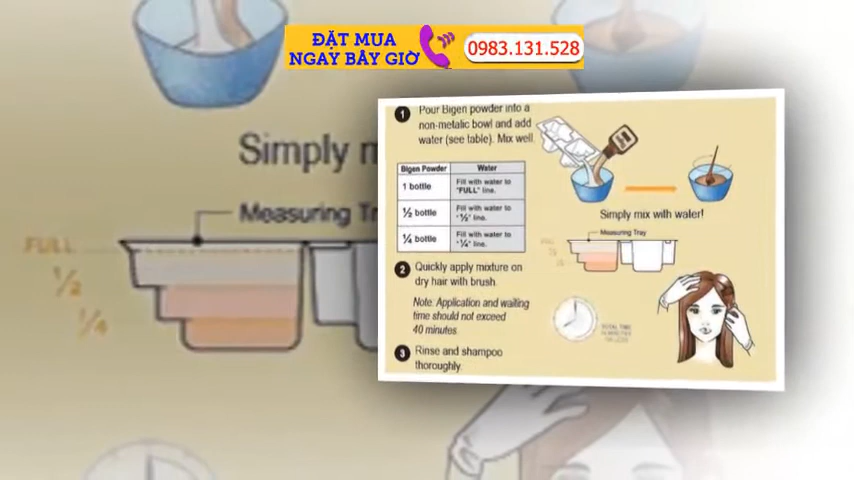 ĐẶT MUA
NGAY BÂY GIỜ
0983.131.528
Simply
Measuring
FULL
1/2
1/4
1 Pour Bigen powder into a
non-metalic bowl and add
water (see table). Mix well.
Bigen Powder Water
1 bottle Fill with water to
"FULL" line.
½ bottle Fill with water to
"½" line.
¼ bottle Fill with water to
"¼" line.
Simply mix with water!
Measuring Tray
2 Quickly apply mixture on
dry hair with brush.
Note: Application and waiting
time should not exceed
40 minutes.
TOTAL TIME
3 Rinse and shampoo
thoroughly.